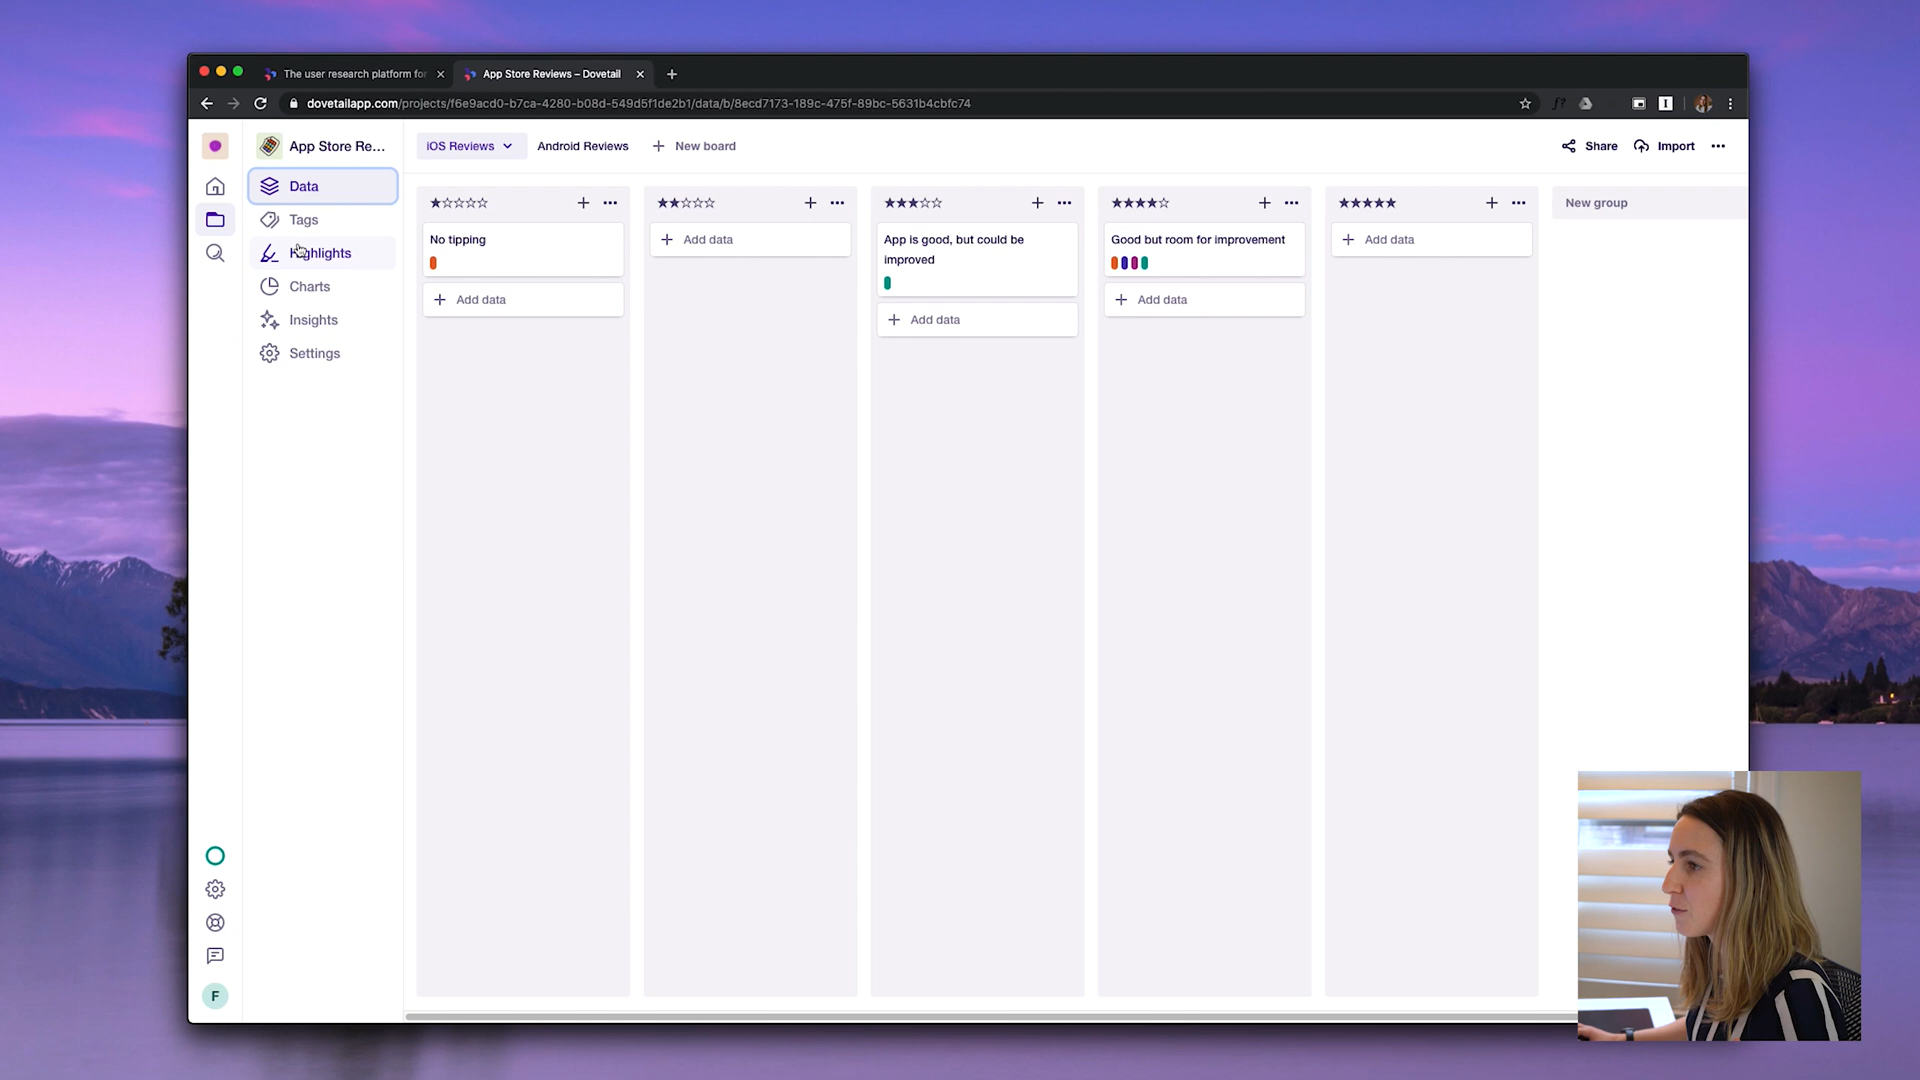 The user research platform for
App Store Reviews – Dovetail
dovetailapp.com/projects/f6e9acd0-b7ca-4280-b08d-549d5f1de2b1/data/b/8ecd7173-189c-475f-89bc-5631b4cbfc74
App Store Re...
iOS Reviews
Android Reviews
New board
Share
Import
Data
Tags
Highlights
Charts
Insights
Settings
★☆☆☆☆
★★☆☆☆
★★★☆☆
★★★★☆
★★★★★
New group
No tipping
Add data
Add data
App is good, but could be
improved
Add data
Good but room for improvement
Add data
Add data
F